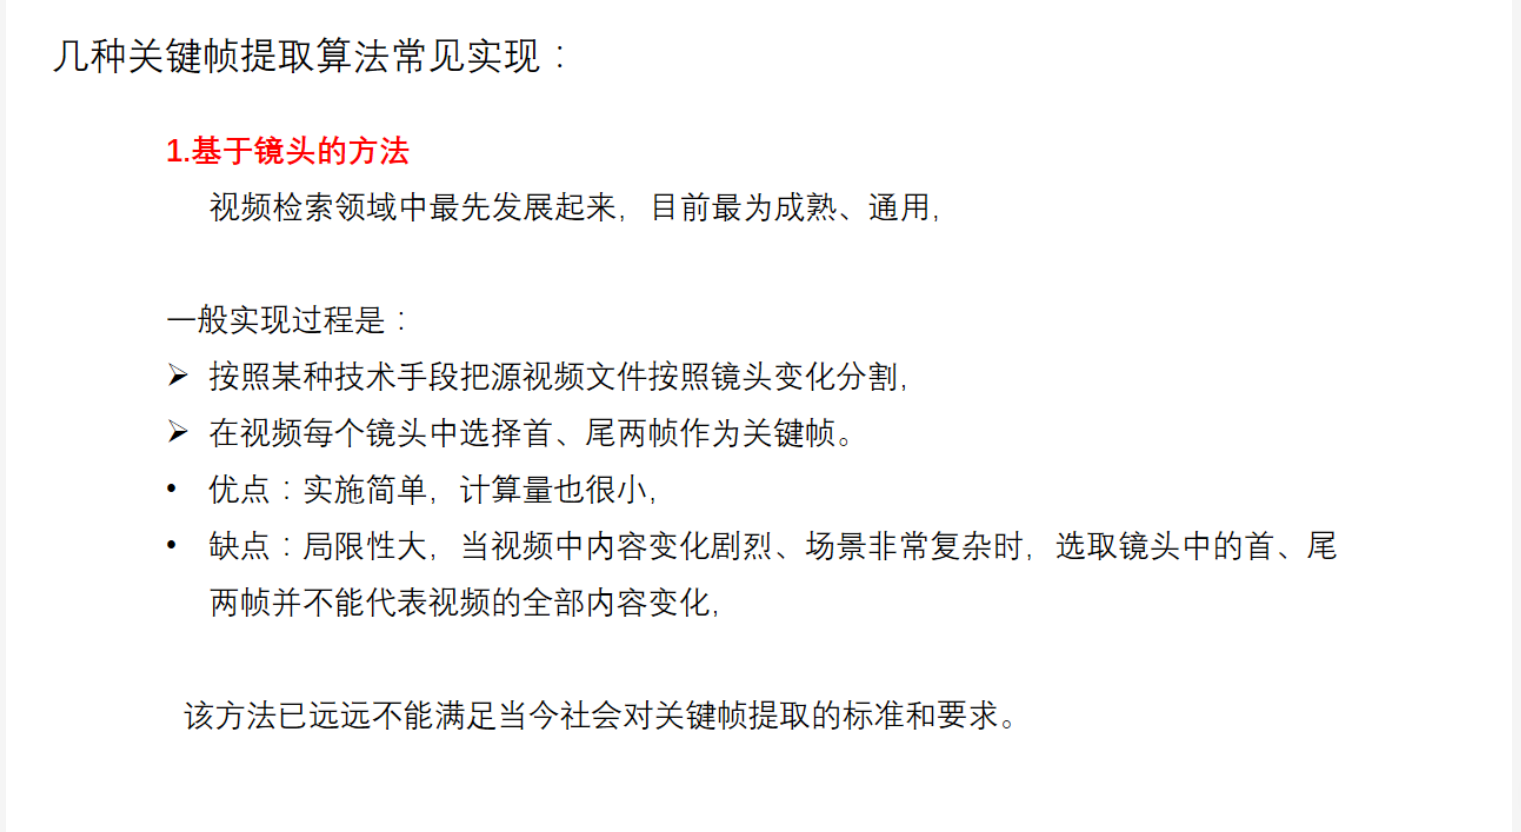 几种关键帧提取算法常见实现：
1.基于镜头的方法
视频检索领域中最先发展起来，目前最为成熟、通用，
一般实现过程是：
➢ 按照某种技术手段把源视频文件按照镜头变化分割，
➢ 在视频每个镜头中选择首、尾两帧作为关键帧。
• 优点：实施简单，计算量也很小，
• 缺点：局限性大，当视频中内容变化剧烈、场景非常复杂时，选取镜头中的首、尾
两帧并不能代表视频的全部内容变化，
该方法已远远不能满足当今社会对关键帧提取的标准和要求。